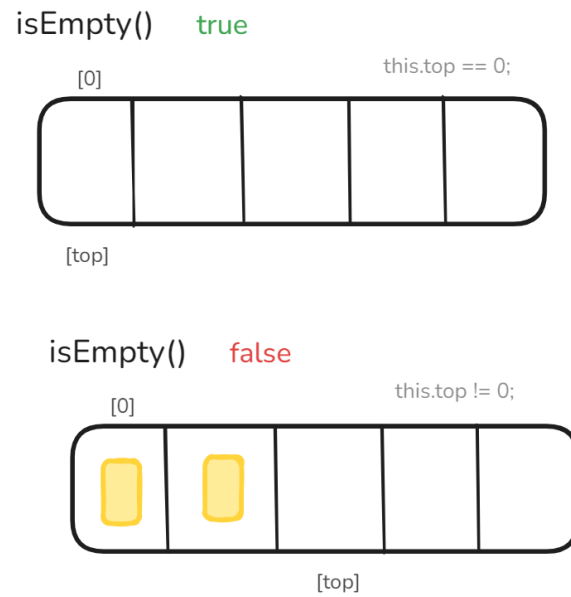 isEmpty() true
this.top == 0;
[0]
[top]
isEmpty() false
this.top != 0;
[0]
[top]